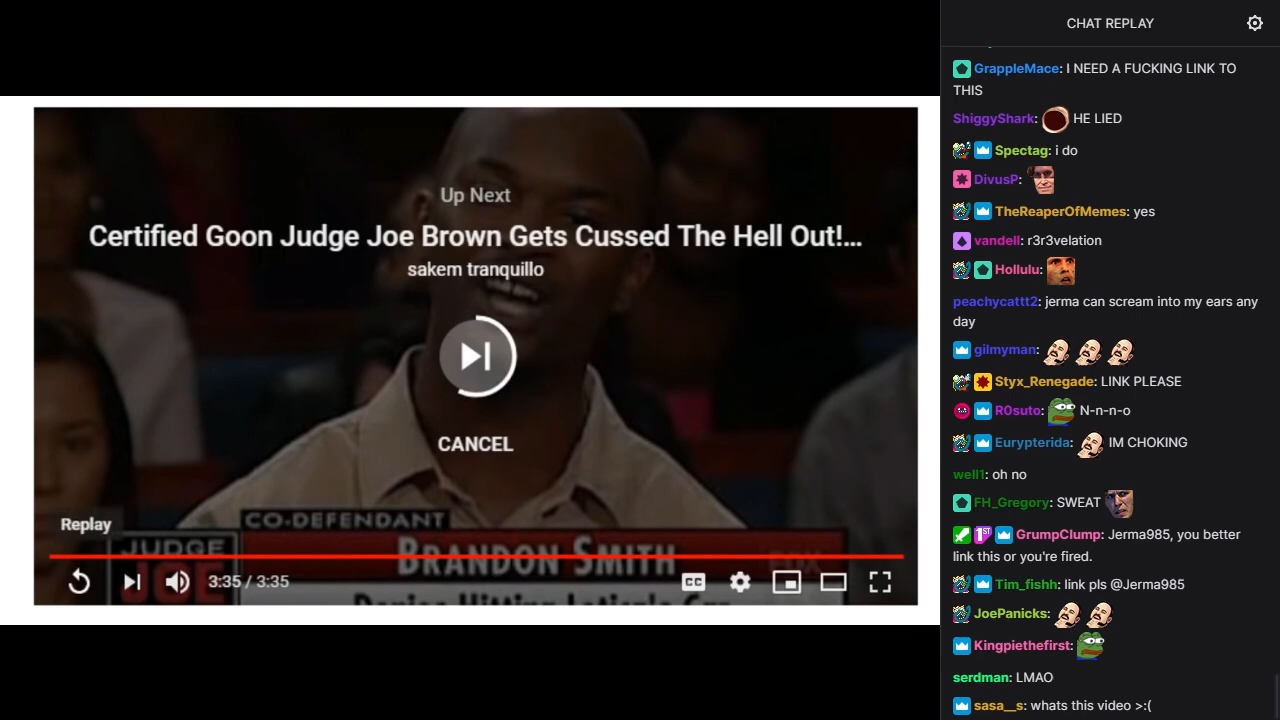 Up Next
Certified Goon Judge Joe Brown Gets Cussed The Hell Out!...
sakem tranquillo
CANCEL
Replay
CO-DEFENDANT
JUDGE
JOE
BRANDON SMITH
3:35 / 3:35
CC
CHAT REPLAY
GrappleMace: I NEED A FUCKING LINK TO
THIS
ShiggyShark: HE LIED
Spectag: i do
DivusP:
TheReaperOfMemes: yes
vandell: r3r3velation
Hollulu:
peachycattt2: jerma can scream into my ears any
day
gilmyman:
Styx_Renegade: LINK PLEASE
R0suto: N-n-n-o
Eurypterida: IM CHOKING
well1: oh no
FH_Gregory: SWEAT
1ST GrumpClump: Jerma985, you better
link this or you're fired.
Tim_fishh: link pls @Jerma985
JoePanicks:
Kingpiethefirst:
serdman: LMAO
sasa__s: whats this video >:(